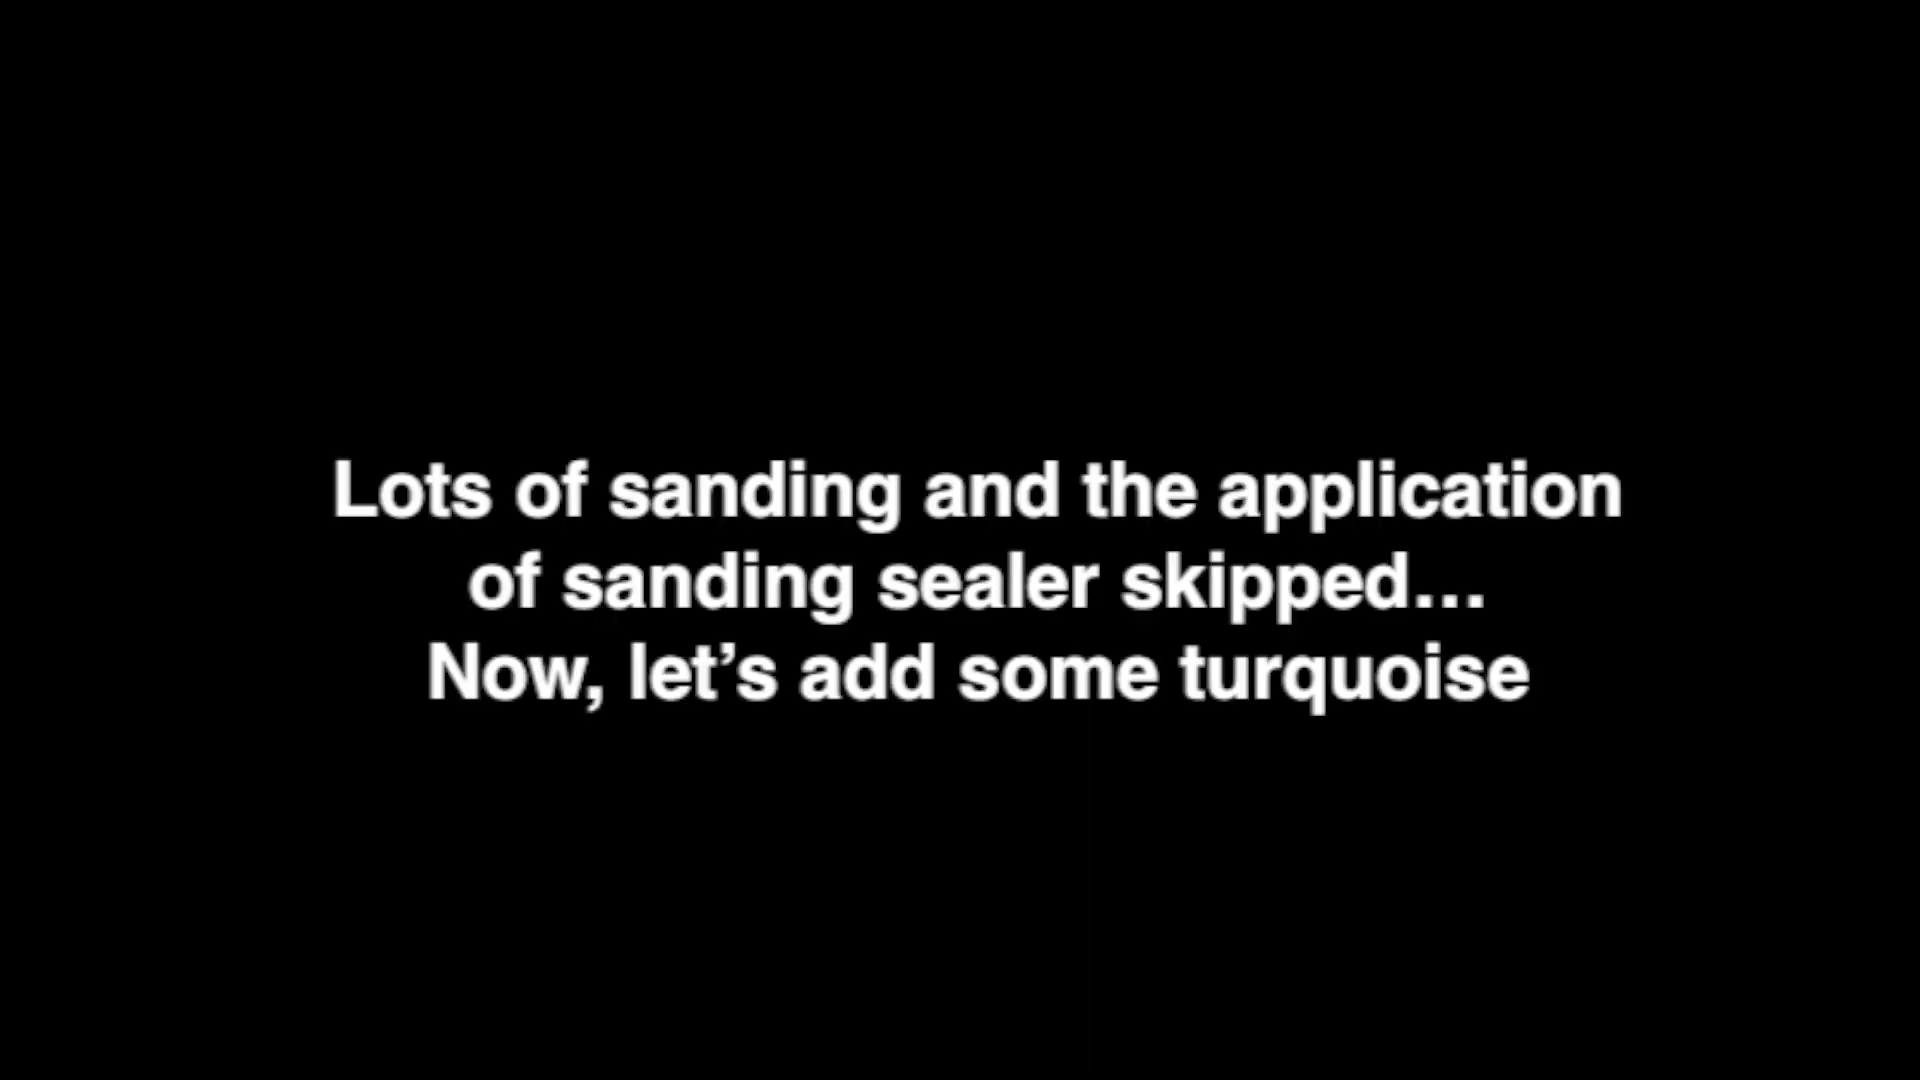 Lots of sanding and the application
of sanding sealer skipped...
Now, let’s add some turquoise